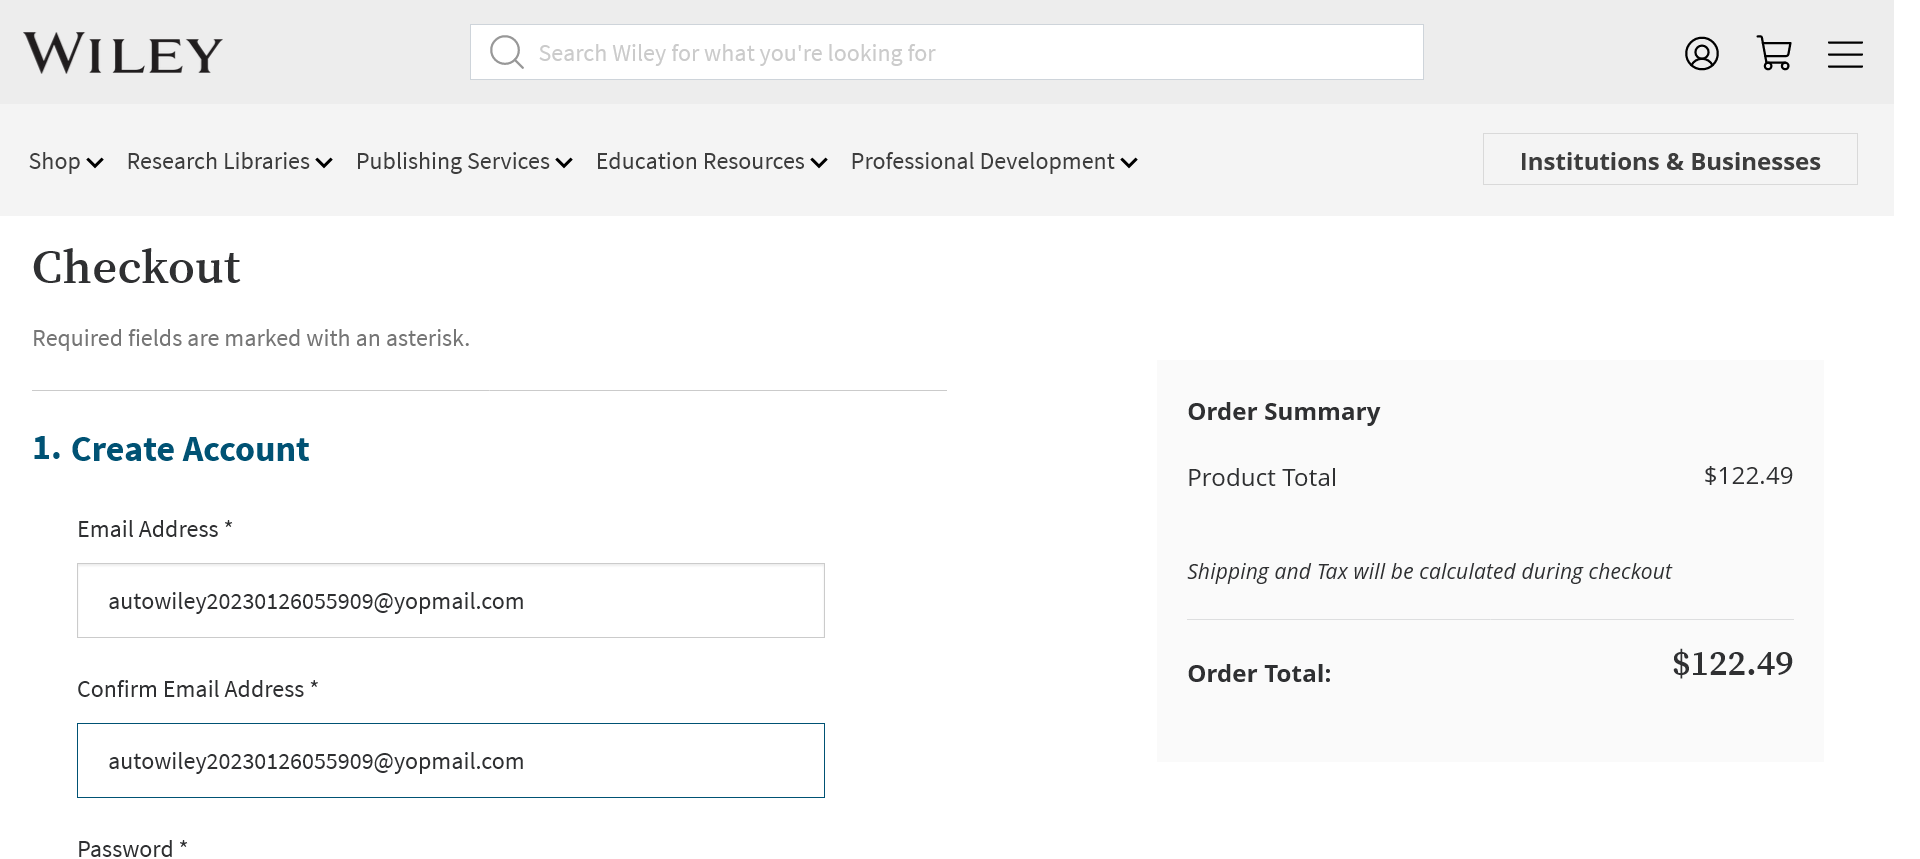 WILEY
Search Wiley for what you're looking for
Shop Research Libraries Publishing Services Education Resources Professional Development Institutions & Businesses
Checkout
Required fields are marked with an asterisk.
1. Create Account
Email Address *
autowiley20230126055909@yopmail.com
Confirm Email Address *
autowiley20230126055909@yopmail.com
Password *
Order Summary
Product Total $122.49
Shipping and Tax will be calculated during checkout
Order Total: $122.49